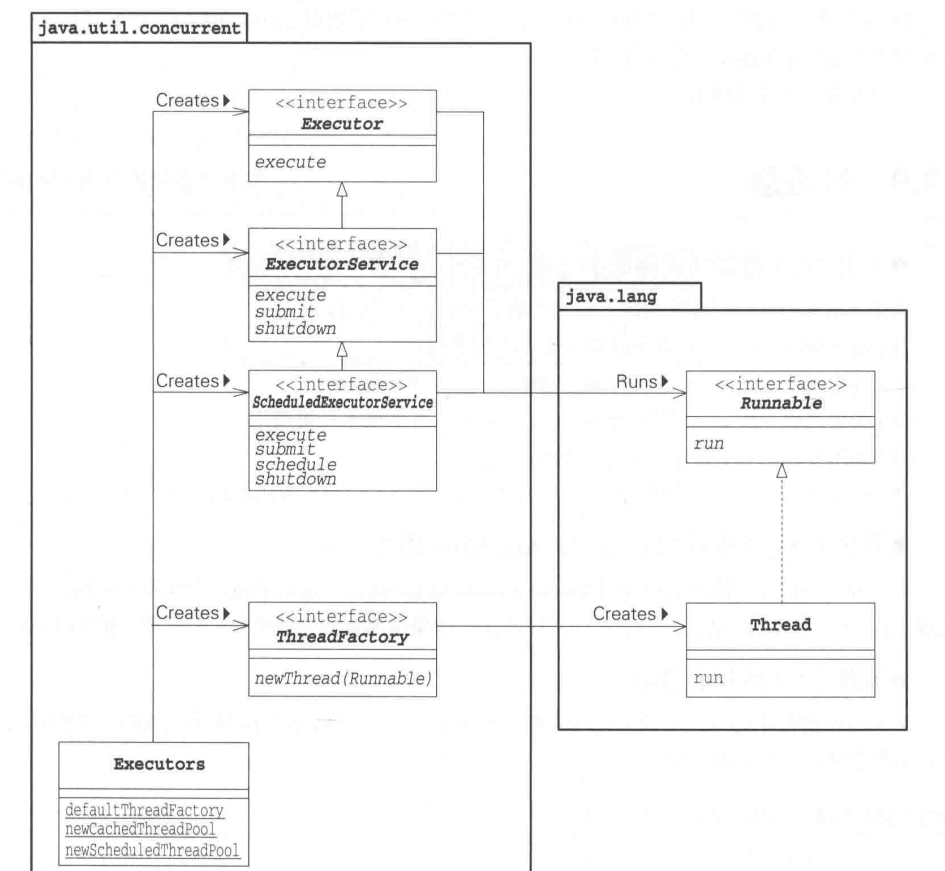 java.util.concurrent
Creates
<<interface>>
Executor
execute
Creates
<<interface>>
ExecutorService
execute
submit
shutdown
Creates
<<interface>>
ScheduledExecutorService
execute
submit
schedule
shutdown
java.lang
Runs
<<interface>>
Runnable
run
Creates
<<interface>>
ThreadFactory
newThread(Runnable)
Creates
Thread
run
Executors
defaultThreadFactory
newCachedThreadPool
newScheduledThreadPool